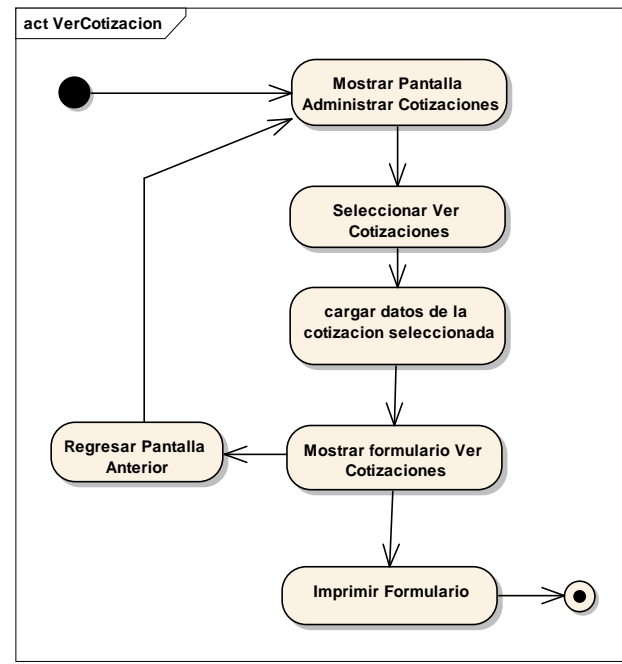 act VerCotizacion
Mostrar Pantalla
Administrar Cotizaciones
Seleccionar Ver
Cotizaciones
cargar datos de la
cotizacion seleccionada
Regresar Pantalla
Anterior
Mostrar formulario Ver
Cotizaciones
Imprimir Formulario